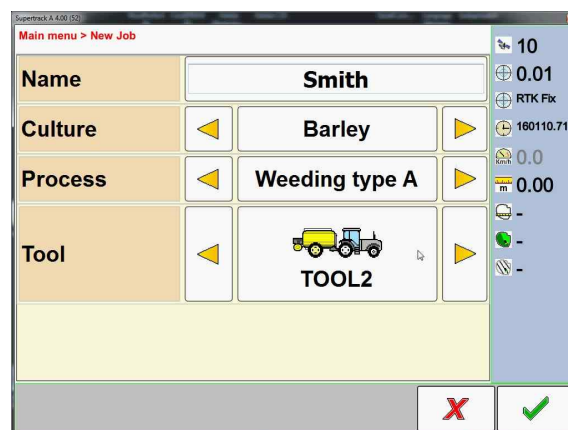 Supertrack A 4.00 (52)
Main menu > New Job
Name
Smith
Culture
Barley
Process
Weeding type A
Tool
TOOL2
10
0.01
RTK Fix
160110.71
Km/h
0.0
m
0.00
-
-
-